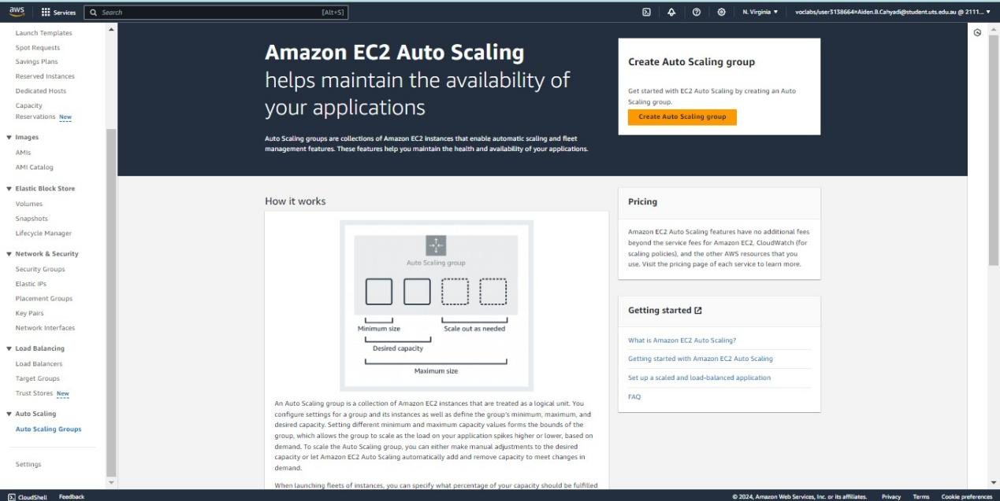 aws
Services
Search
[Alt+S]
N. Virginia
voclabs/user3138664=Aiden.B.Cahyadi@student.uts.edu.au @ 2111...
Launch Templates
Spot Requests
Savings Plans
Reserved Instances
Dedicated Hosts
Capacity
Reservations New
Images
AMIs
AMI Catalog
Elastic Block Store
Volumes
Snapshots
Lifecycle Manager
Network & Security
Security Groups
Elastic IPs
Placement Groups
Key Pairs
Network Interfaces
Load Balancing
Load Balancers
Target Groups
Trust Stores New
Auto Scaling
Auto Scaling Groups
Settings
Amazon EC2 Auto Scaling
helps maintain the availability of
your applications
Auto Scaling groups are collections of Amazon EC2 instances that enable automatic scaling and fleet
management features. These features help you maintain the health and availability of your applications.
Create Auto Scaling group
Get started with EC2 Auto Scaling by creating an Auto
Scaling group.
Create Auto Scaling group
How it works
Auto Scaling group
Minimum size
Scale out as needed
Desired capacity
Maximum size
An Auto Scaling group is a collection of Amazon EC2 instances that are treated as a logical unit. You
configure settings for a group and its instances as well as define the group's minimum, maximum, and
desired capacity. Setting different minimum and maximum capacity values forms the bounds of the
group, which allows the group to scale as the load on your application spikes higher or lower, based on
demand. To scale the Auto Scaling group, you can either make manual adjustments to the desired
capacity or let Amazon EC2 Auto Scaling automatically add and remove capacity to meet changes in
demand.
When launching fleets of instances, you can specify what percentage of your capacity should be fulfilled
Pricing
Amazon EC2 Auto Scaling features have no additional fees
beyond the service fees for Amazon EC2, CloudWatch (for
scaling policies), and the other AWS resources that you
use. Visit the pricing page of each service to learn more.
Getting started
What is Amazon EC2 Auto Scaling?
Getting started with Amazon EC2 Auto Scaling
Set up a scaled and load-balanced application
FAQ
CloudShell
Feedback
© 2024, Amazon Web Services, Inc. or its affiliates.
Privacy
Terms
Cookie preferences